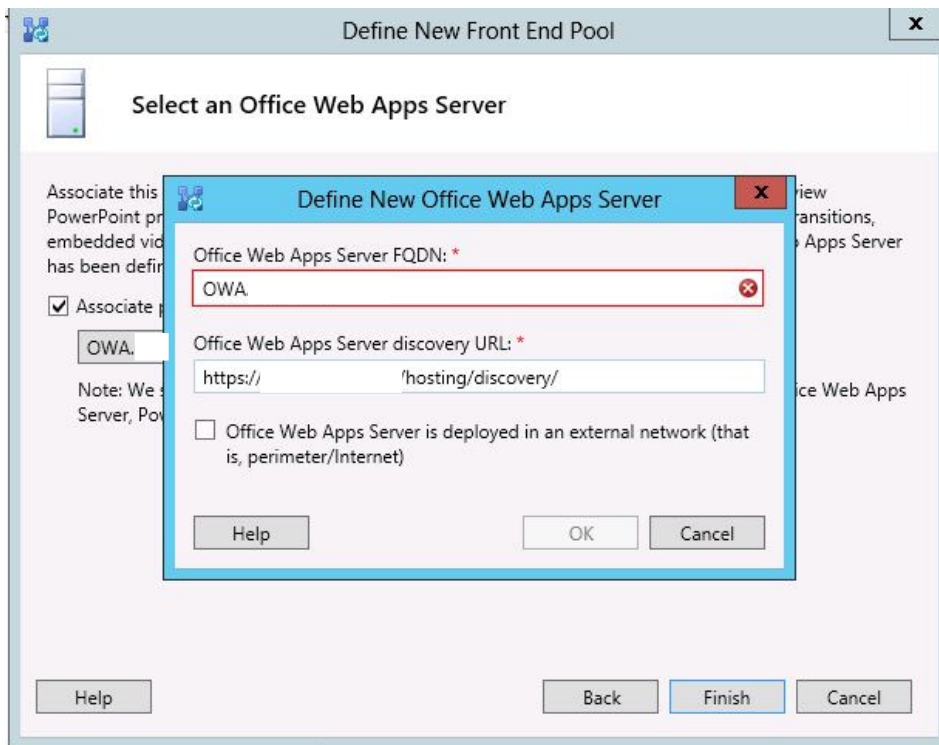 Define New Front End Pool
x
Select an Office Web Apps Server
Associate this
PowerPoint pr
embedded vid
has been defin
iew
ransitions,
Apps Server
Associate p
OWA.
Note: We s
Server, Pov
ice Web Apps
Define New Office Web Apps Server
x
Office Web Apps Server FQDN: *
OWA.
Office Web Apps Server discovery URL: *
https:// /hosting/discovery/
Office Web Apps Server is deployed in an external network (that
is, perimeter/Internet)
Help
OK
Cancel
Help
Back
Finish
Cancel